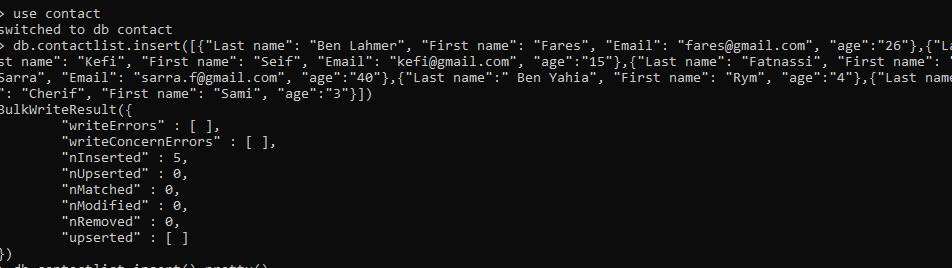 > use contact
switched to db contact
> db.contactlist.insert([{"Last name": "Ben Lahmer", "First name": "Fares", "Email": "fares@gmail.com", "age":"26"},{"La
st name": "Kefi", "First name": "Seif", "Email": "kefi@gmail.com", "age":"15"},{"Last name": "Fatnassi", "First name": "
Sarra", "Email": "sarra.f@gmail.com", "age":"40"},{"Last name":" Ben Yahia", "First name": "Rym", "age":"4"},{"Last name
": "Cherif", "First name": "Sami", "age":"3"}])
BulkWriteResult({
"writeErrors" : [ ],
"writeConcernErrors" : [ ],
"nInserted" : 5,
"nUpserted" : 0,
"nMatched" : 0,
"nModified" : 0,
"nRemoved" : 0,
"upserted" : [ ]
})
> db.contactlist.insert().pretty()